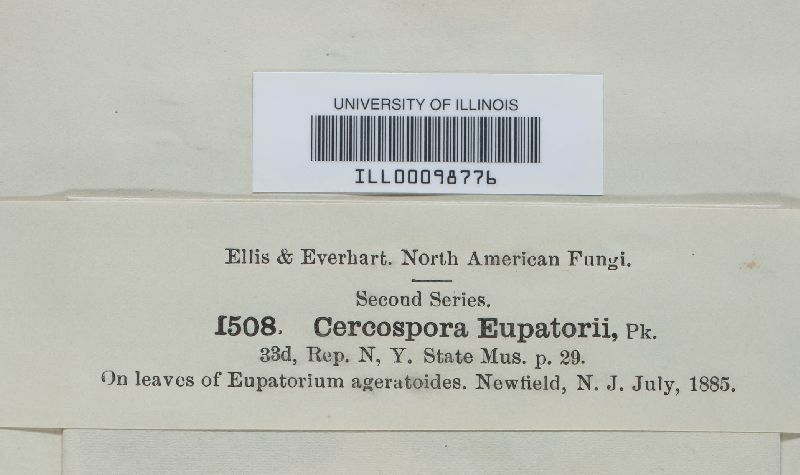 UNIVERSITY OF ILLINOIS
ILL00098776
Ellis & Everhart. North American Fungi.
Second Series.
1508. Cercospora Eupatorii, Pk.
33d, Rep. N, Y. State Mus. p. 29.
On leaves of Eupatorium ageratoides. Newfield, N. J. July, 1885.